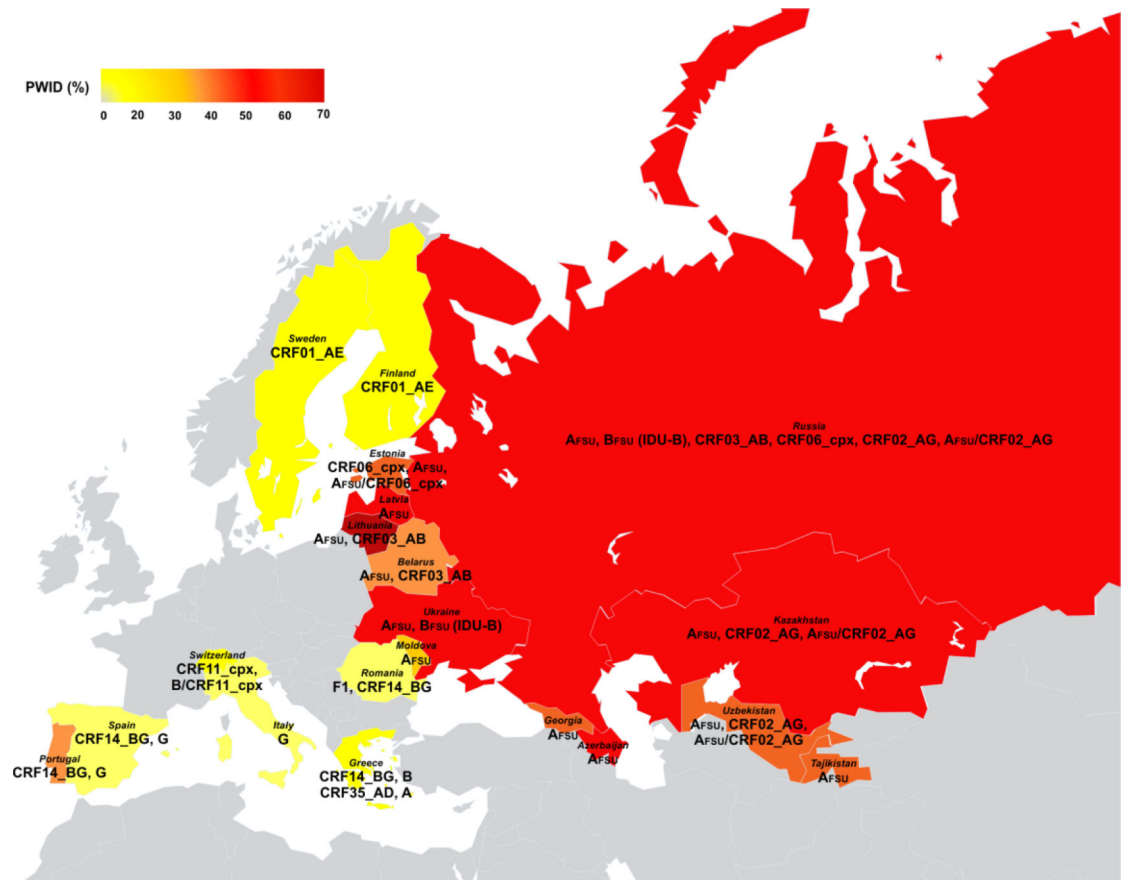 PWID (%)
0 20 30 40 50 60 70
Sweden
CRF01_AE
Finland
CRF01_AE
Russia
AFSU, BFSU (IDU-B), CRF03_AB, CRF06_cpx, CRF02_AG, AFSU/CRF02_AG
Estonia
CRF06_cpx, AFSU,
AFSU/CRF06_cpx
Latvia
AFSU
Lithuania
AFSU, CRF03_AB
Belarus
AFSU, CRF03_AB
Ukraine
AFSU, BFSU (IDU-B)
Kazakhstan
AFSU, CRF02_AG, AFSU/CRF02_AG
Moldova
AFSU
Switzerland
CRF11_cpx,
B/CRF11_cpx
Romania
F1, CRF14_BG
Spain
CRF14_BG, G
Italy
G
Portugal
CRF14_BG, G
Greece
CRF14_BG, B
CRF35_AD, A
Georgia
AFSU
Azerbaijan
AFSU
Uzbekistan
AFSU, CRF02_AG,
AFSU/CRF02_AG
Tajikistan
AFSU